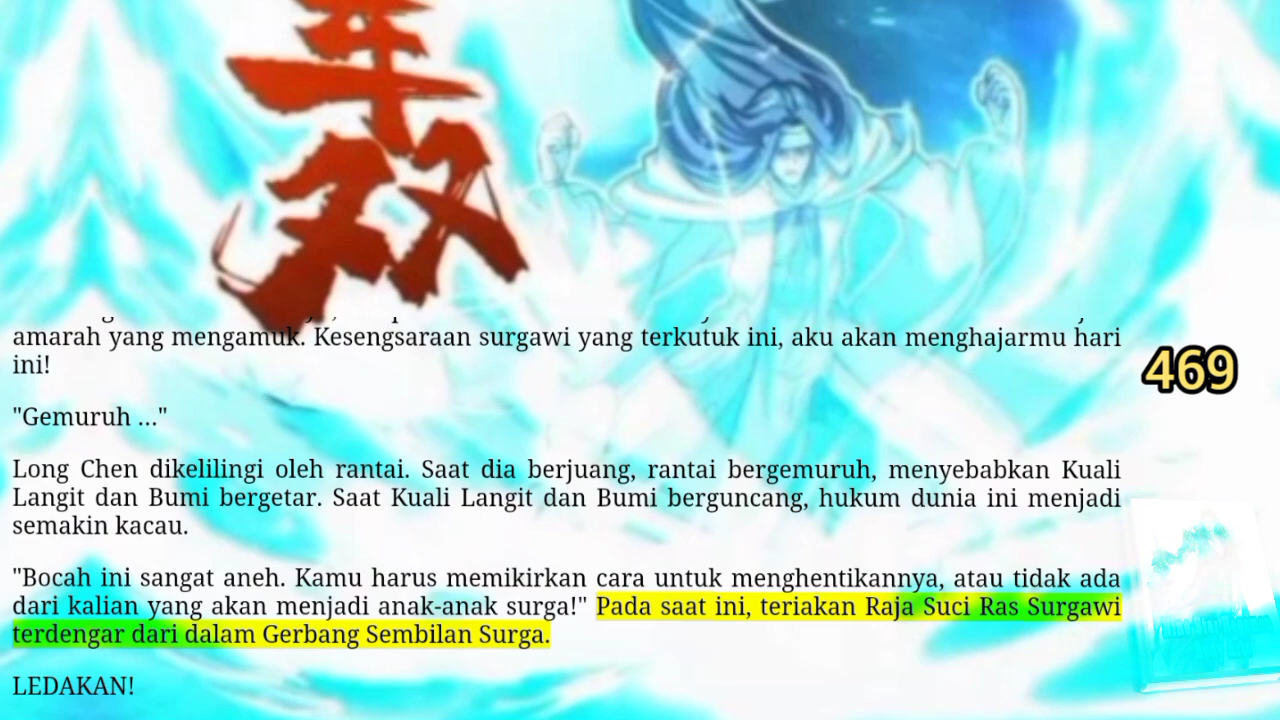 amarah yang mengamuk. Kesengsaraan surgawi yang terkutuk ini, aku akan menghajarmu hari
ini!
469
"Gemuruh ..."
Long Chen dikelilingi oleh rantai. Saat dia berjuang, rantai bergemuruh, menyebabkan Kuali
Langit dan Bumi bergetar. Saat Kuali Langit dan Bumi berguncang, hukum dunia ini menjadi
semakin kacau.
"Bocah ini sangat aneh. Kamu harus memikirkan cara untuk menghentikannya, atau tidak ada
dari kalian yang akan menjadi anak-anak surga!" Pada saat ini, teriakan Raja Suci Ras Surgawi
terdengar dari dalam Gerbang Sembilan Surga.
LEDAKAN!